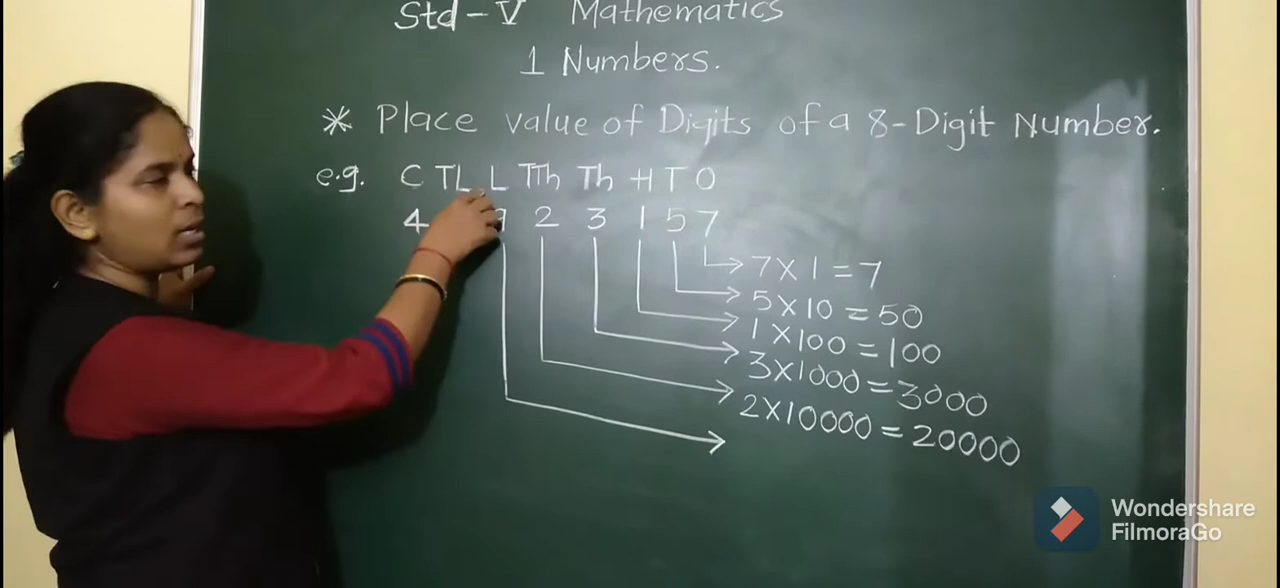 Std - V Mathematics
1 Numbers.
* Place value of Digits of a 8-Digit Number.
e.g. C TL L TTh Th H T O
4 9 2 3 1 5 7
7 X 1 = 7
5 X 10 = 50
1 X 100 = 100
3 X 1000 = 3000
2 X 10000 = 20000
Wondershare
FilmoraGo